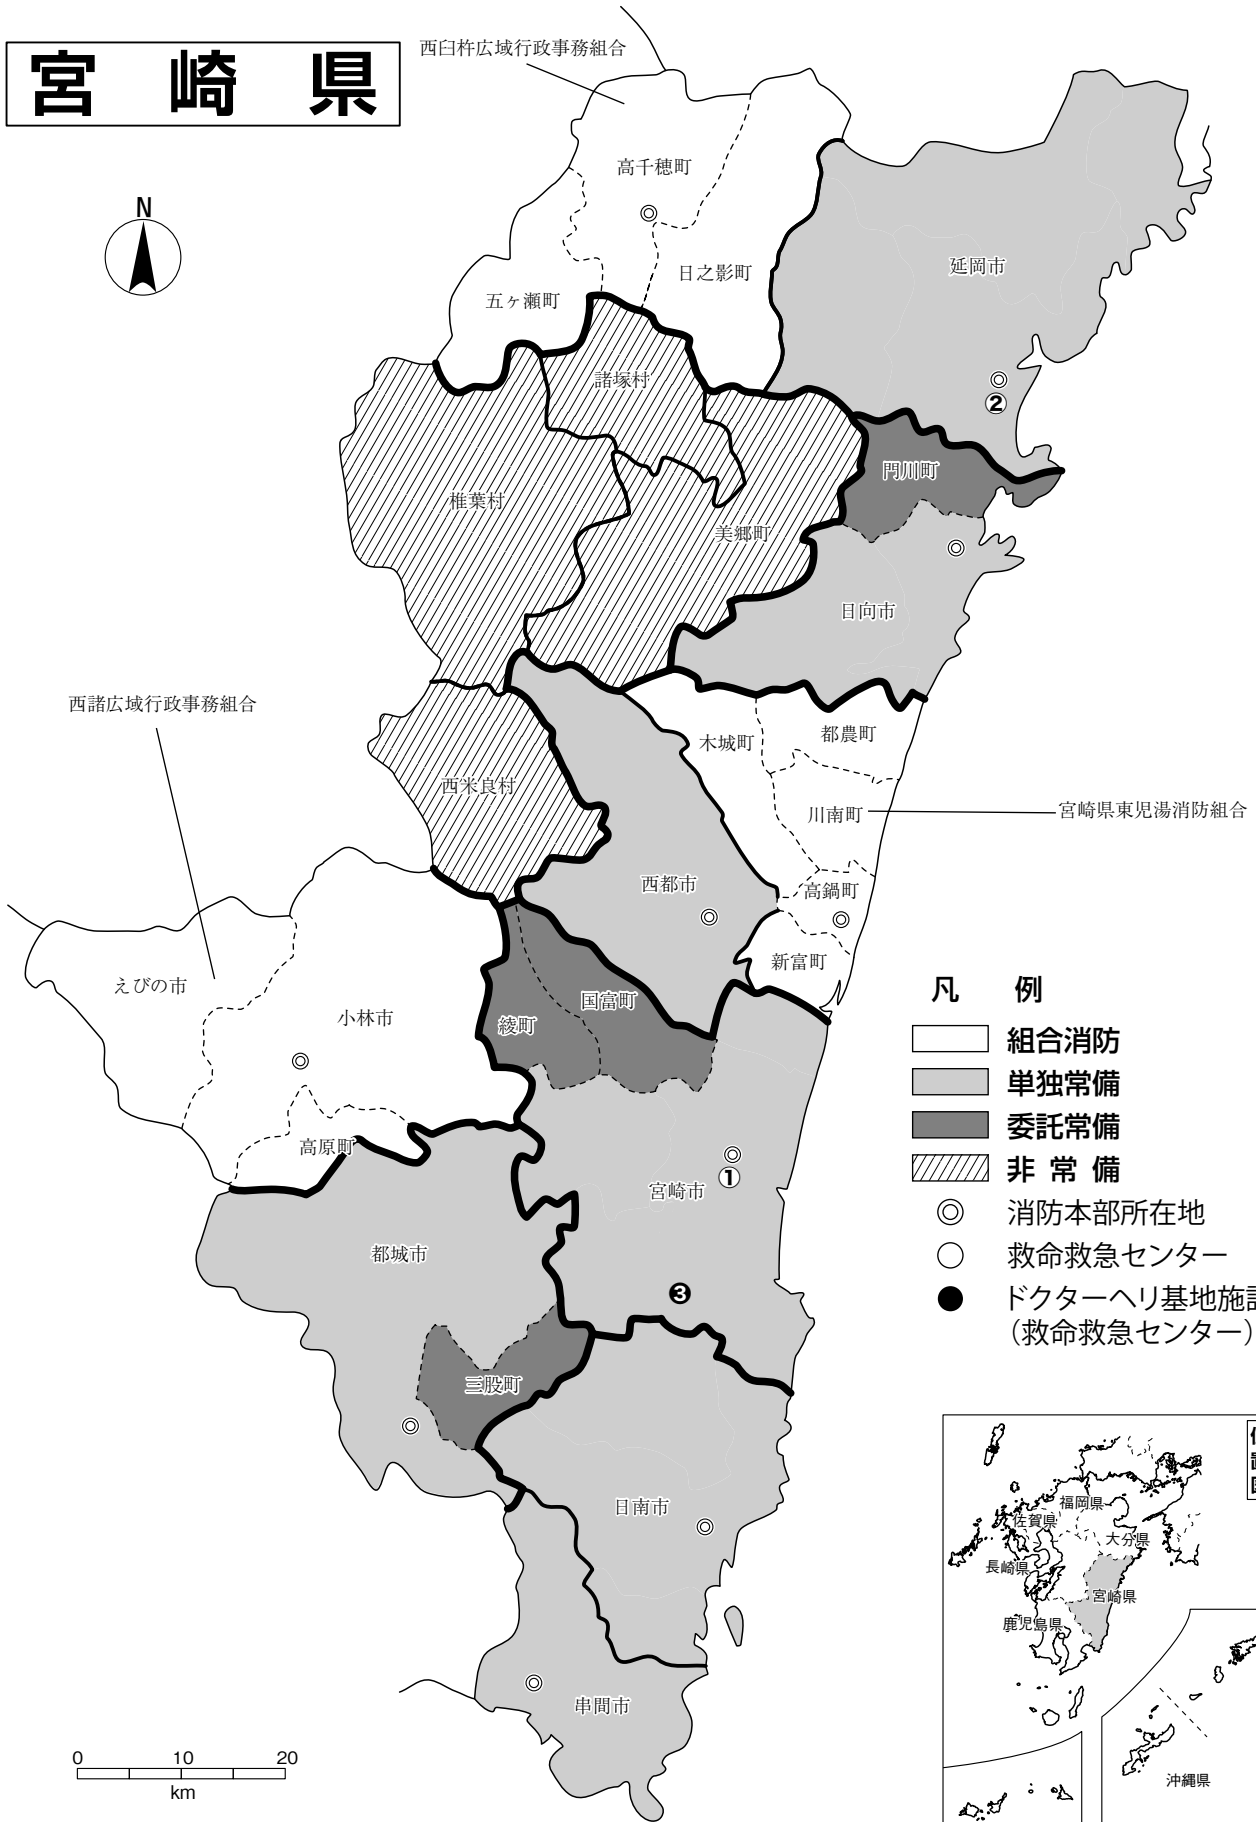 宮崎県
西臼杵広域行政事務組合
N
高千穂町
日之影町
五ヶ瀬町
延岡市
諸塚村
②
門川町
椎葉村
美郷町
日向市
西諸広域行政事務組合
木城町
都農町
西米良村
川南町
宮崎県東児湯消防組合
西都市
高鍋町
新富町
えびの市
国富町
小林市
綾町
高原町
宮崎市
①
都城市
❸
三股町
日南市
串間市
凡 例
組合消防
単独常備
委託常備
非常備
消防本部所在地
救命救急センター
ドクターヘリ基地施
（救命救急センター）
福岡県
佐賀県
大分県
長崎県
宮崎県
鹿児島県
沖縄県
0 10 20
km